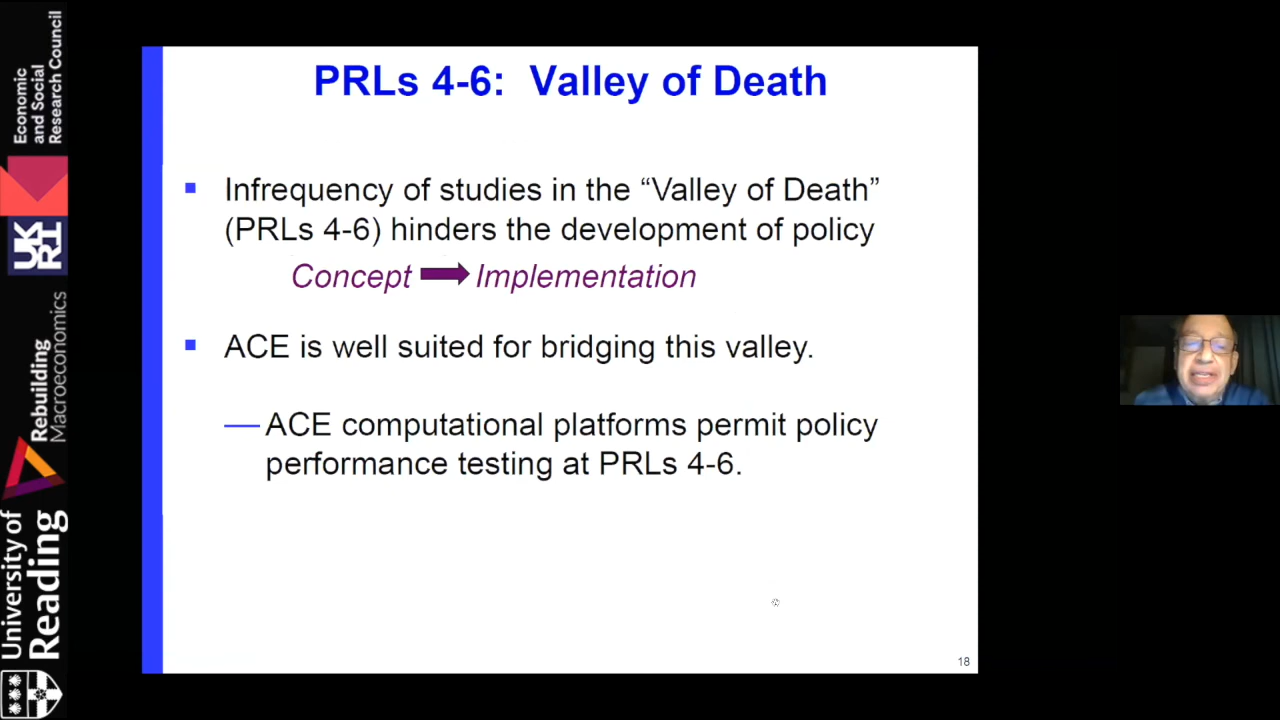 PRLs 4-6: Valley of Death
Infrequency of studies in the “Valley of Death”
(PRLs 4-6) hinders the development of policy
Concept Implementation
ACE is well suited for bridging this valley.
— ACE computational platforms permit policy
performance testing at PRLs 4-6.
18
Economic
and Social
Research Council
UK
RI
Rebuilding
Macroeconomics
University of
Reading